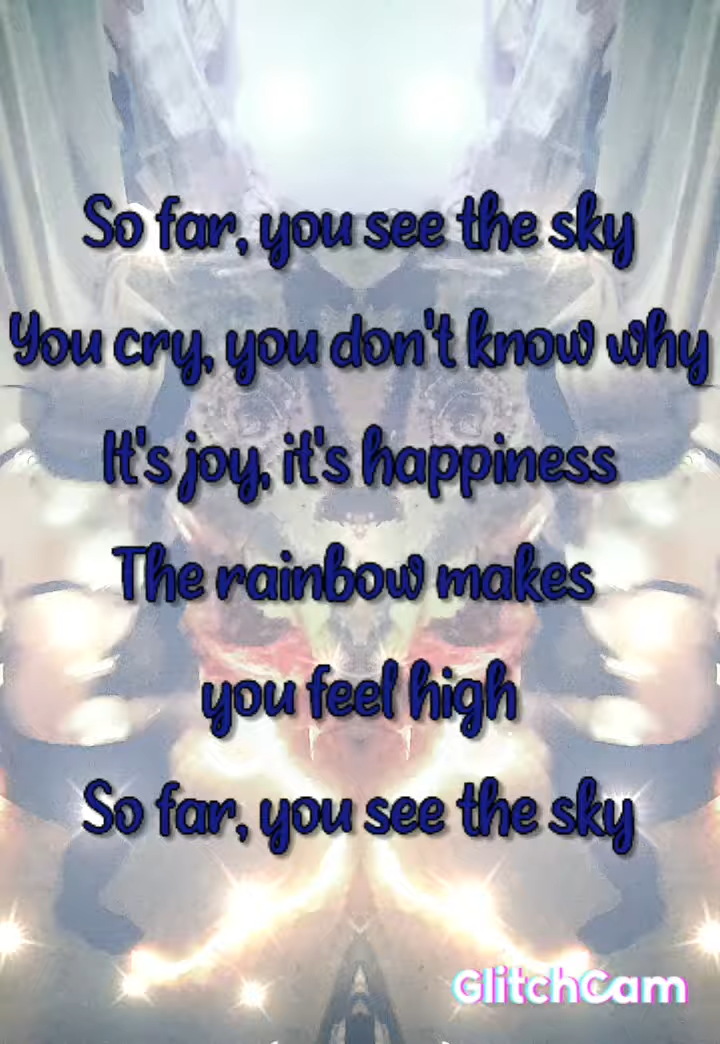 So far, you see the sky
You cry, you don't know why
It's joy, it's happiness
The rainbow makes
you feel high
So far, you see the sky
GlitchCam